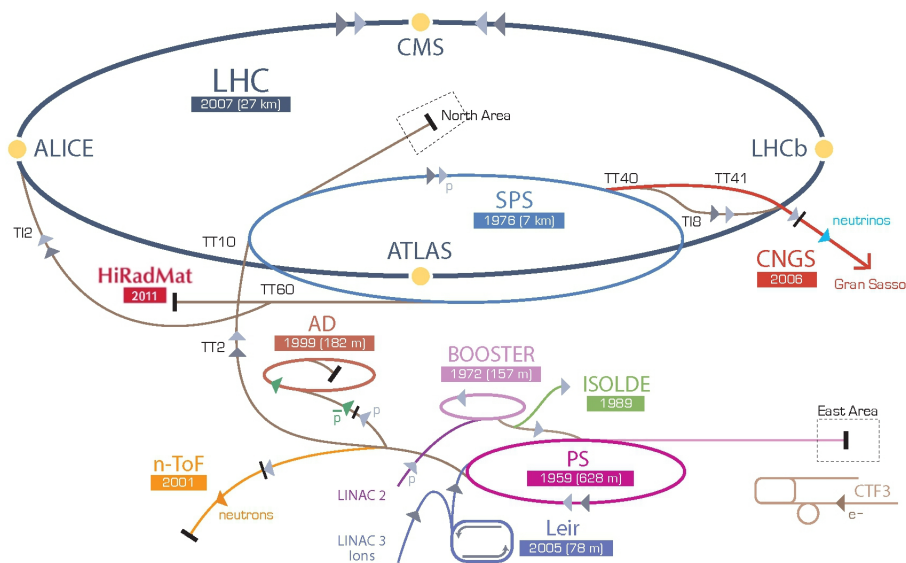 CMS
LHC
2007 (27 km)
North Area
ALICE
LHCb
TT40
TT41
SPS
1976 (7 km)
p
TI8
neutrinos
TI2
TT10
ATLAS
CNGS
2006
Gran Sasso
HiRadMat
2011
TT60
AD
1999 (182 m)
TT2
BOOSTER
1972 (157 m)
ISOLDE
1989
p
p
East Area
n-ToF
2001
PS
1959 (628 m)
LINAC 2
p
neutrons
CTF3
e-
LINAC 3
Ions
Leir
2005 (78 m)